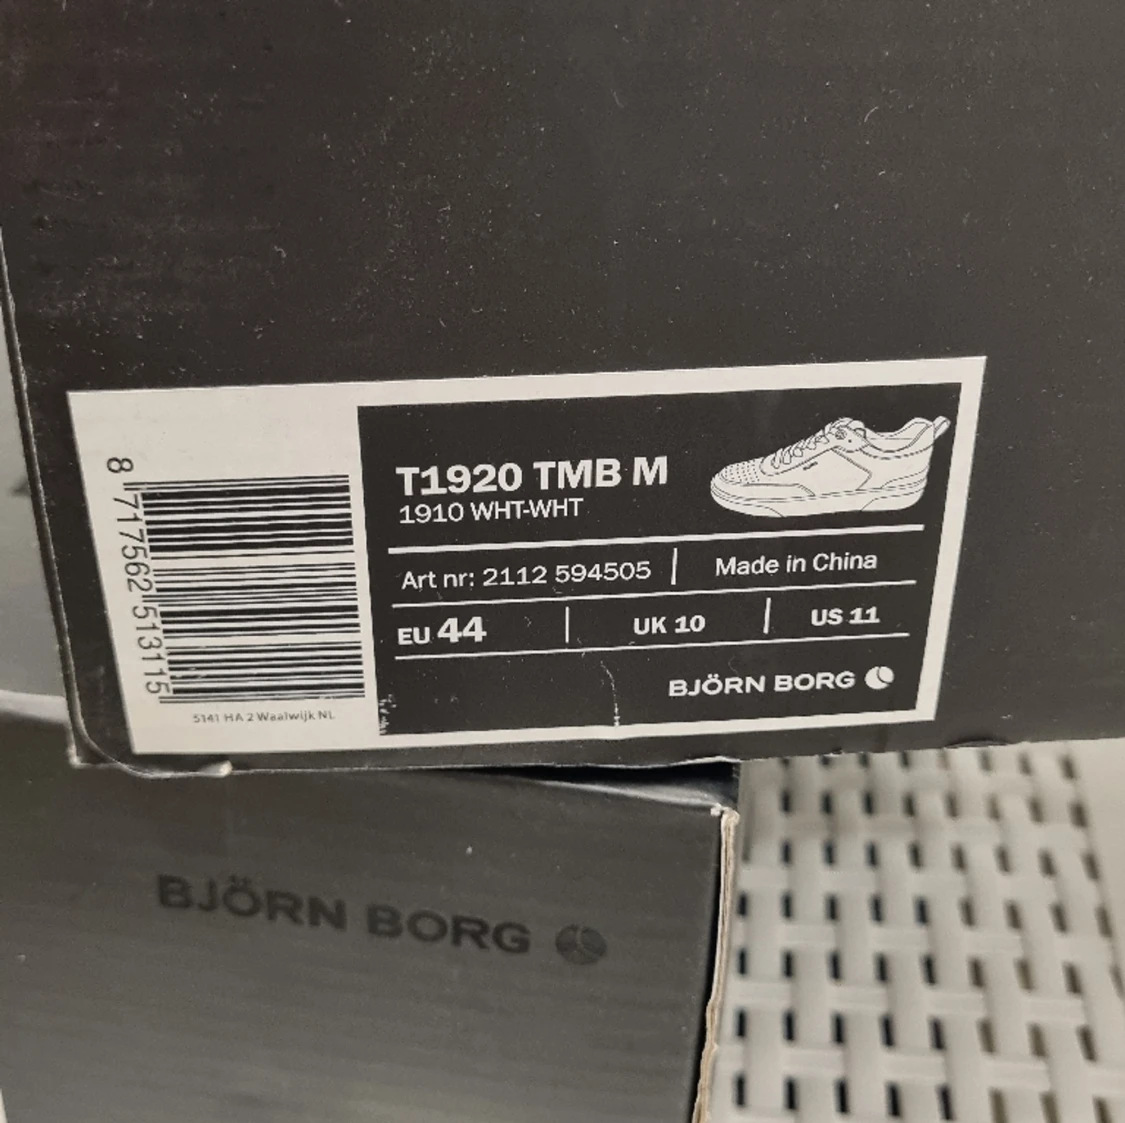 8 717562 513115
5141 HA 2 Waalwijk NL
T1920 TMB M
1910 WHT-WHT
Art nr: 2112 594505 | Made in China
EU 44 | UK 10 | US 11
BJÖRN BORG
BJÖRN BORG